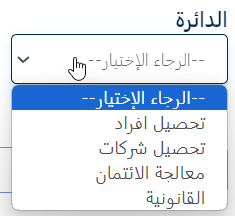 الدائرة
--الرجاء الإختيار--
--الرجاء الإختيار--
تحصيل افراد
تحصيل شركات
معالجة الائتمان
القانونية